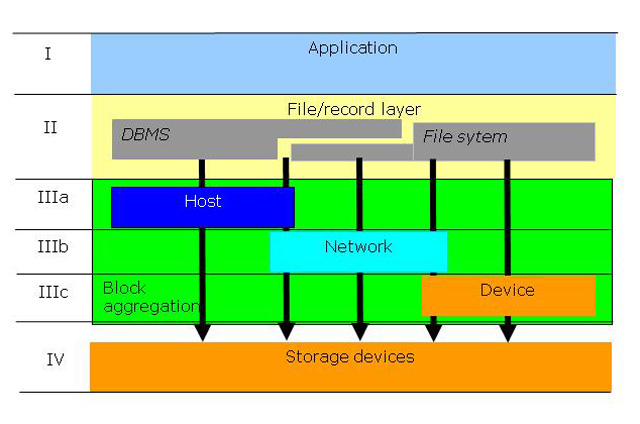 I
Application
File/record layer
II
DBMS
File sytem
IIIa
Host
IIIb
Network
IIIc
Block
aggregation
Device
IV
Storage devices